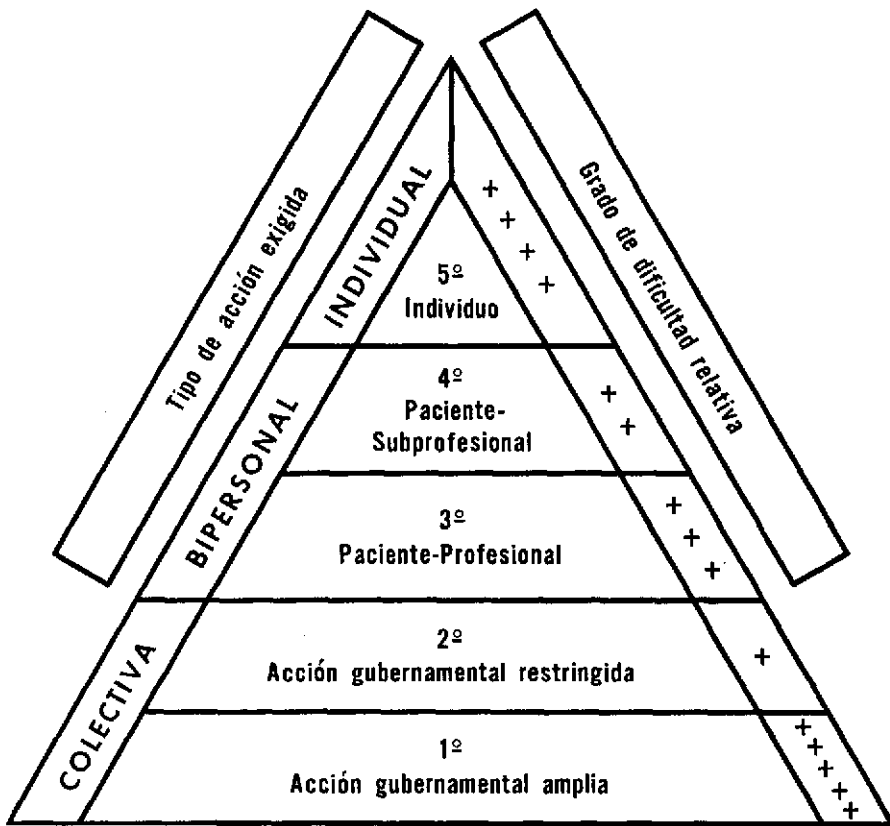 Tipo de acción exigida
Grado de dificultad relativa
INDIVIDUAL
BIPERSONAL
COLECTIVA
5º
Individuo
++++
4º
Paciente-
Subprofesional
++
3º
Paciente-Profesional
+++
2º
Acción gubernamental restringida
+
1º
Acción gubernamental amplia
+++++